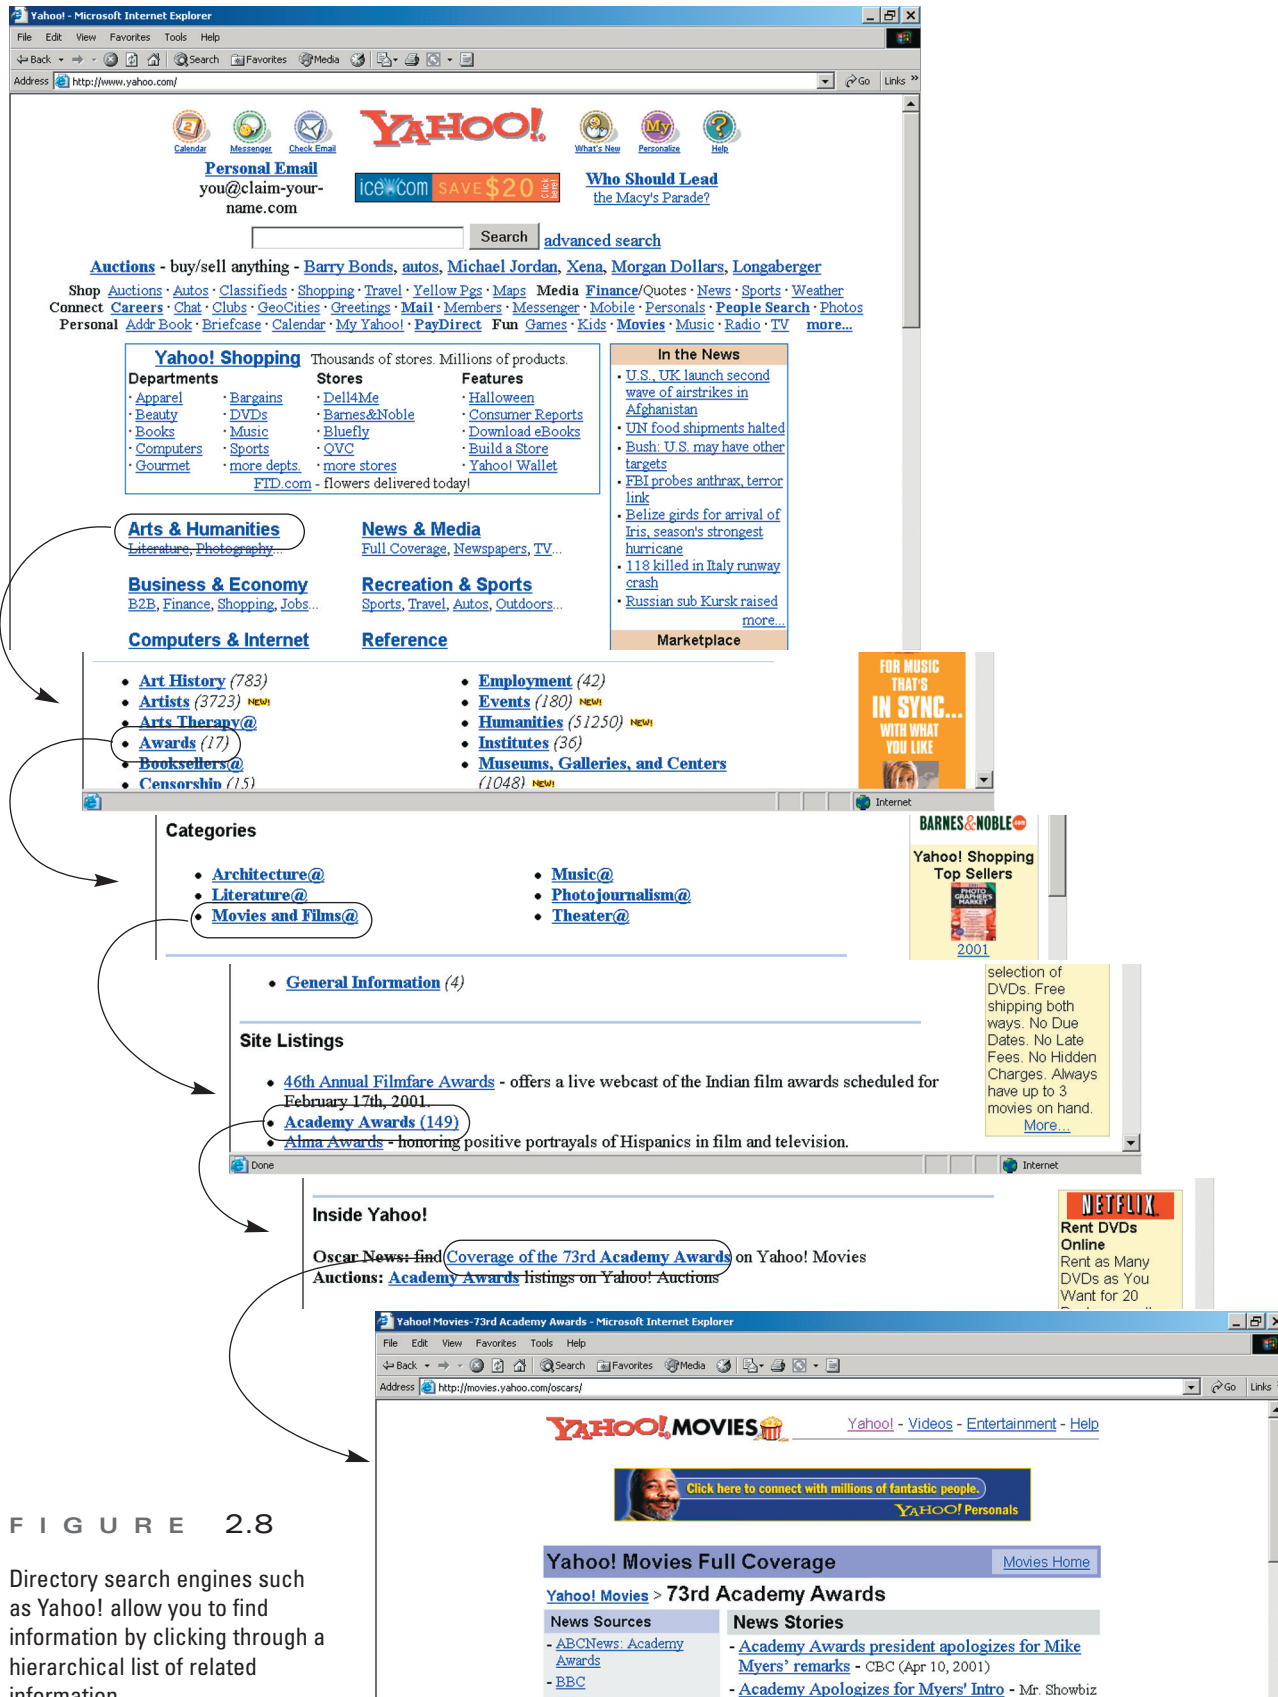 Yahoo! - Microsoft Internet Explorer
File Edit View Favorites Tools Help
Back Search Favorites Media
Address http://www.yahoo.com/ Go Links »
Calendar Messenger Check Email YAHOO! What's New Personalize Help
2 My ?
Personal Email
you@claim-your-
name.com
ice.com SAVE $20 Click here!
Who Should Lead
the Macy's Parade?
Search advanced search
Auctions - buy/sell anything - Barry Bonds, autos, Michael Jordan, Xena, Morgan Dollars, Longaberger
Shop Auctions · Autos · Classifieds · Shopping · Travel · Yellow Pgs · Maps Media Finance/Quotes · News · Sports · Weather
Connect Careers · Chat · Clubs · GeoCities · Greetings · Mail · Members · Messenger · Mobile · Personals · People Search · Photos
Personal Addr Book · Briefcase · Calendar · My Yahoo! · PayDirect Fun Games · Kids · Movies · Music · Radio · TV more...
Yahoo! Shopping Thousands of stores. Millions of products.
Departments Stores Features
· Apparel · Bargains · Dell4Me · Halloween
· Beauty · DVDs · Barnes&Noble · Consumer Reports
· Books · Music · Bluefly · Download eBooks
· Computers · Sports · QVC · Build a Store
· Gourmet · more depts. · more stores · Yahoo! Wallet
FTD.com - flowers delivered today!
In the News
· U.S., UK launch second
wave of airstrikes in
Afghanistan
· UN food shipments halted
· Bush: U.S. may have other
targets
· FBI probes anthrax, terror
link
· Belize girds for arrival of
Iris, season's strongest
hurricane
· 118 killed in Italy runway
crash
· Russian sub Kursk raised
more...
Marketplace
Arts & Humanities News & Media
Literature, Photography... Full Coverage, Newspapers, TV...
Business & Economy Recreation & Sports
B2B, Finance, Shopping, Jobs... Sports, Travel, Autos, Outdoors...
Computers & Internet Reference
• Art History (783) • Employment (42)
• Artists (3723) NEW! • Events (180) NEW!
• Arts Therapy@ • Humanities (51250) NEW!
• Awards (17) • Institutes (36)
• Booksellers@ • Museums, Galleries, and Centers
• Censorship (15) (1048) NEW!
FOR MUSIC
THAT'S
IN SYNC...
WITH WHAT
YOU LIKE
Internet
Categories
• Architecture@ • Music@
• Literature@ • Photojournalism@
• Movies and Films@ • Theater@
BARNES&NOBLE.com
Yahoo! Shopping
Top Sellers
PHOTOGRAPHER'S
MARKET
2001
• General Information (4)
Site Listings
• 46th Annual Filmfare Awards - offers a live webcast of the Indian film awards scheduled for
February 17th, 2001.
• Academy Awards (149)
• Alma Awards - honoring positive portrayals of Hispanics in film and television.
selection of
DVDs. Free
shipping both
ways. No Due
Dates. No Late
Fees. No Hidden
Charges. Always
have up to 3
movies on hand.
More...
Done Internet
Inside Yahoo!
Oscar News: find Coverage of the 73rd Academy Awards on Yahoo! Movies
Auctions: Academy Awards listings on Yahoo! Auctions
NETFLIX
Rent DVDs
Online
Rent as Many
DVDs as You
Want for 20
Yahoo! Movies-73rd Academy Awards - Microsoft Internet Explorer
File Edit View Favorites Tools Help
Back Search Favorites Media
Address http://movies.yahoo.com/oscars/ Go Links
YAHOO! MOVIES Yahoo! - Videos - Entertainment - Help
Click here to connect with millions of fantastic people.
YAHOO! Personals
Yahoo! Movies Full Coverage Movies Home
Yahoo! Movies > 73rd Academy Awards
News Sources
- ABCNews: Academy
Awards
- BBC
News Stories
- Academy Awards president apologizes for Mike
Myers' remarks - CBC (Apr 10, 2001)
- Academy Apologizes for Myers' Intro - Mr. Showbiz
FIGURE 2.8
Directory search engines such
as Yahoo! allow you to find
information by clicking through a
hierarchical list of related
information.